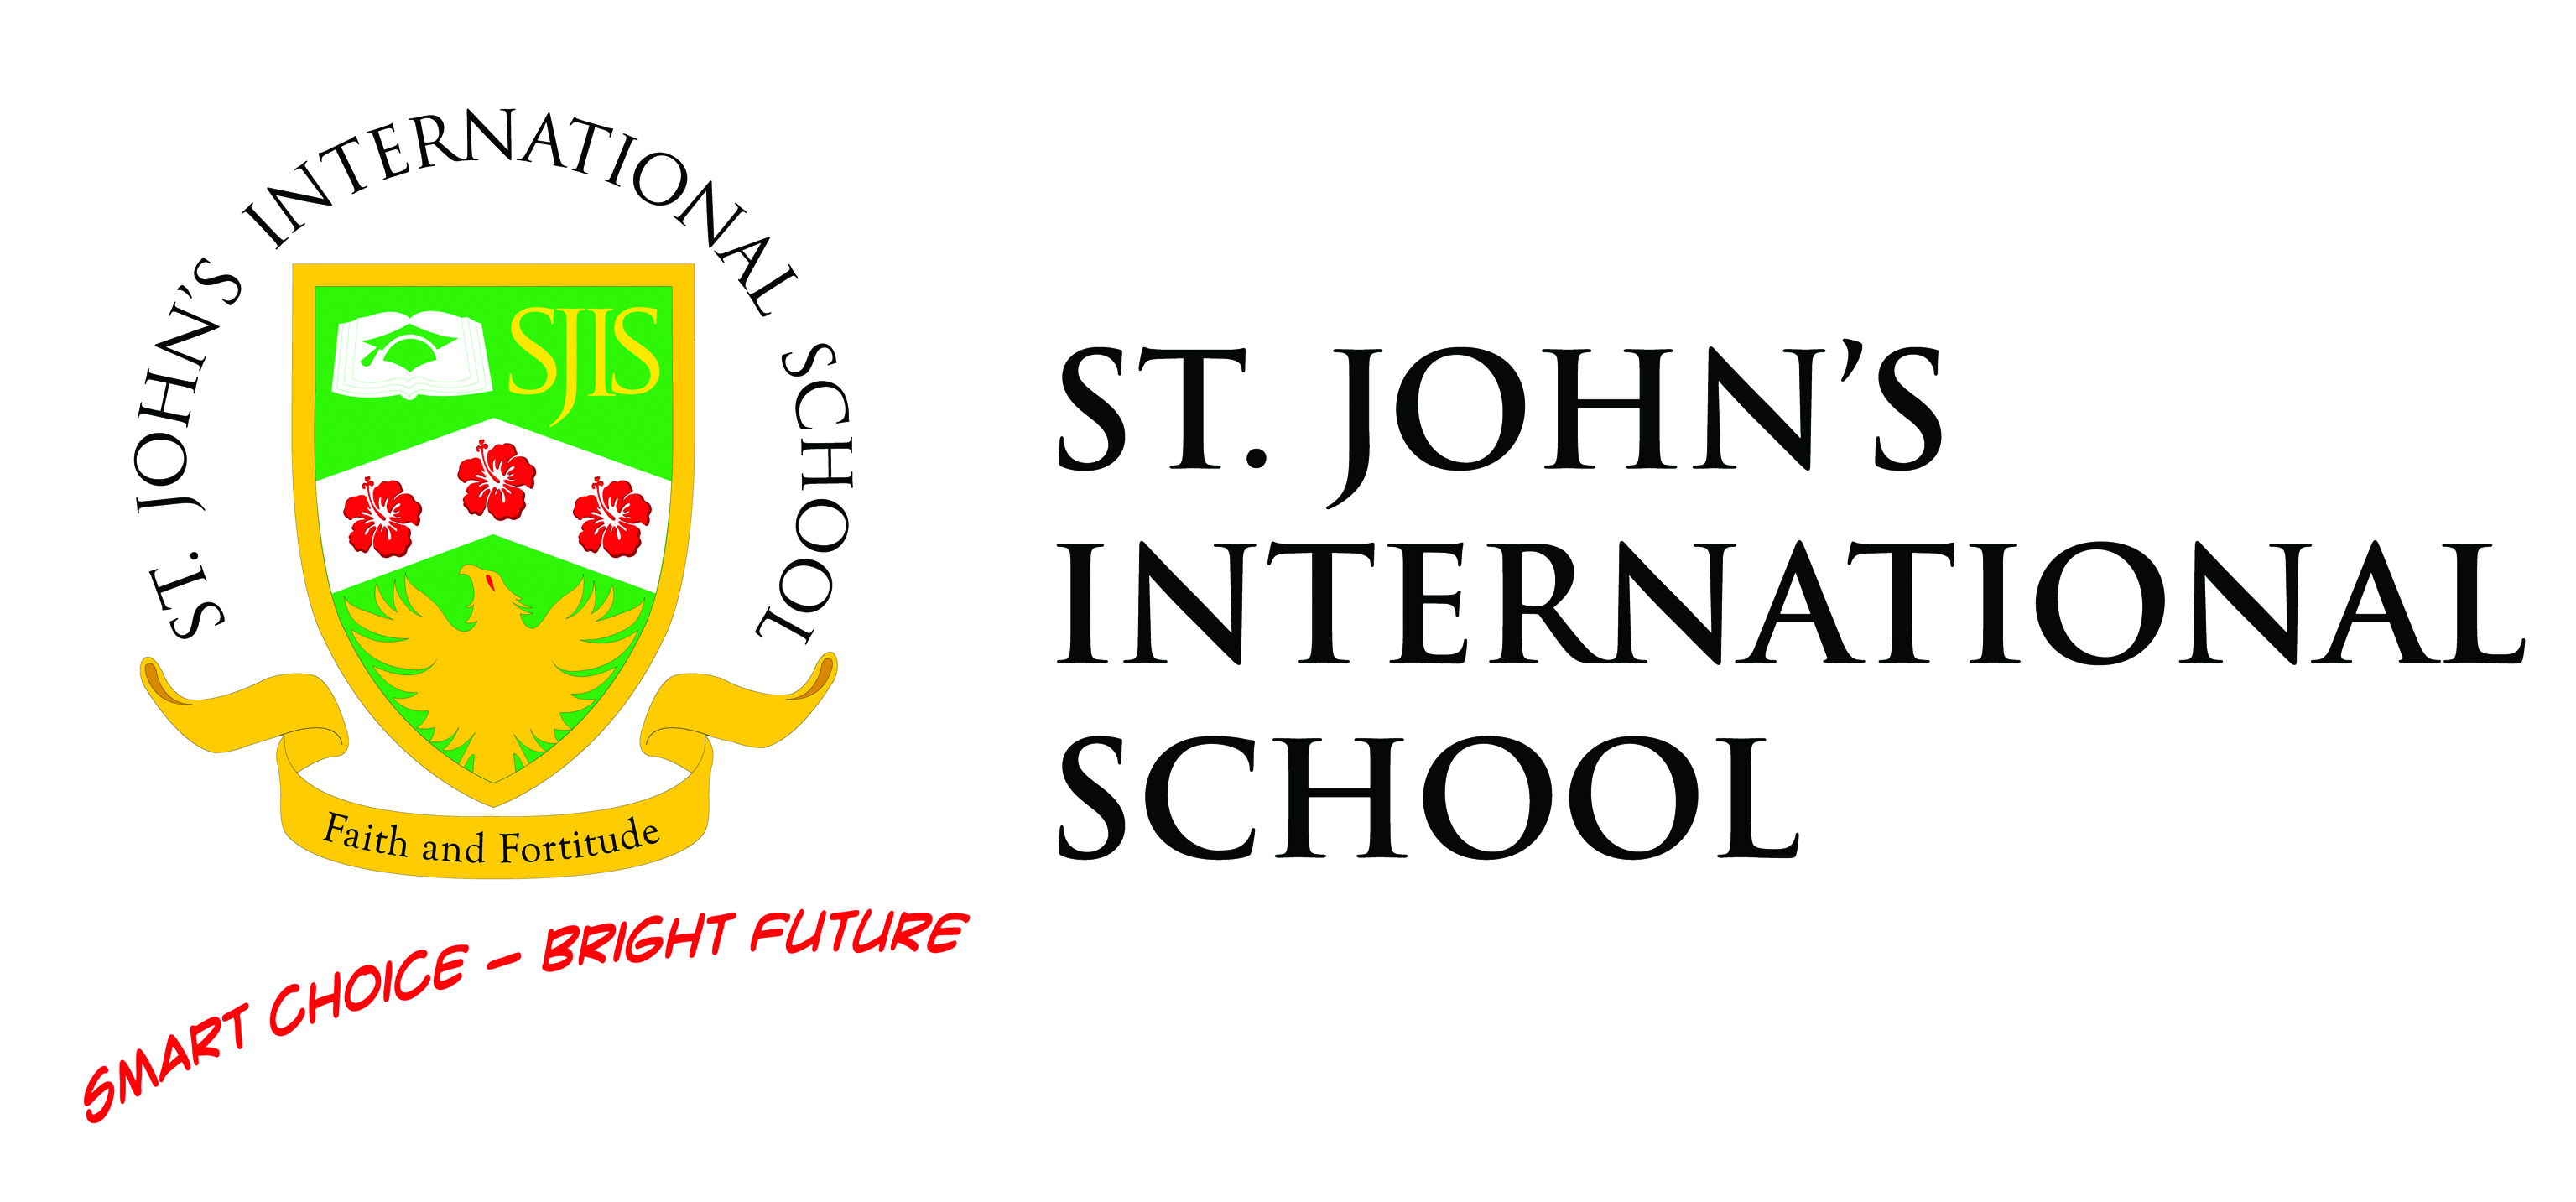 ST. JOHN'S INTERNATIONAL SCHOOL
SJIS
Faith and Fortitude
SMART CHOICE – BRIGHT FUTURE
ST. JOHN'S
INTERNATIONAL
SCHOOL